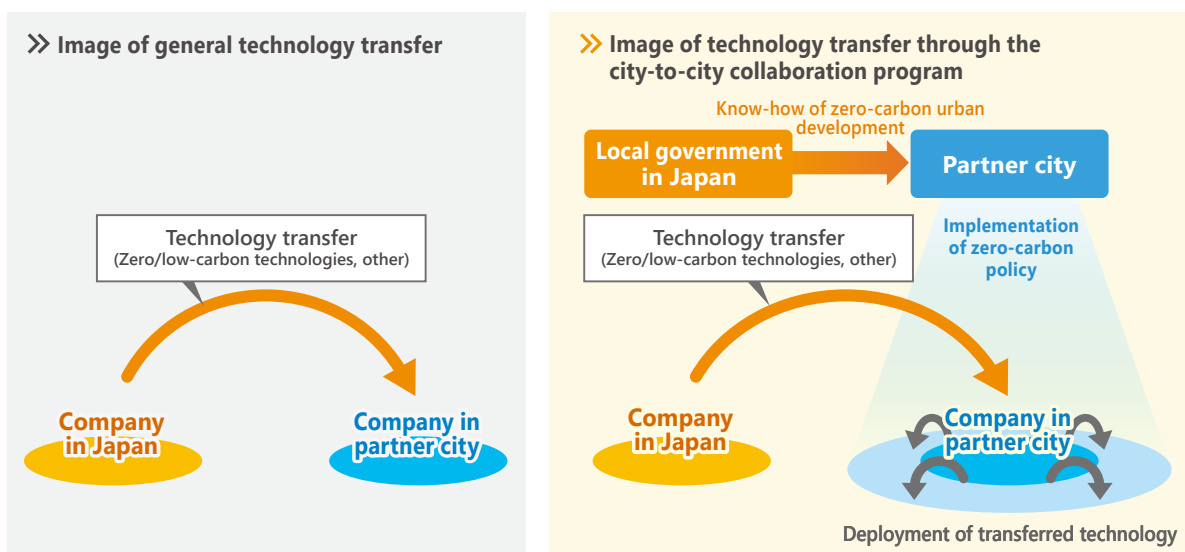 Image of general technology transfer
Technology transfer
(Zero/low-carbon technologies, other)
Company
in Japan
Company in
partner city
Image of technology transfer through the
city-to-city collaboration program
Know-how of zero-carbon urban
development
Local government
in Japan
Partner city
Technology transfer
(Zero/low-carbon technologies, other)
Implementation
of zero-carbon
policy
Company
in Japan
Company in
partner city
Deployment of transferred technology